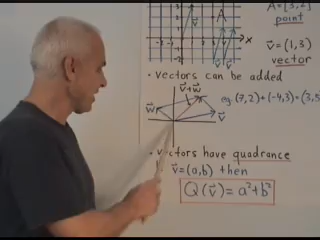 A=[3,2]
point
A
x
v
v⃗=(1,3)
vector
• vectors can be added
v⃗+w⃗
w⃗
v⃗
eg. (7,2)+(-4,3)=(3,5
• vectors have quadrance
v⃗=(a,b) then
Q(v⃗)=a²+b²